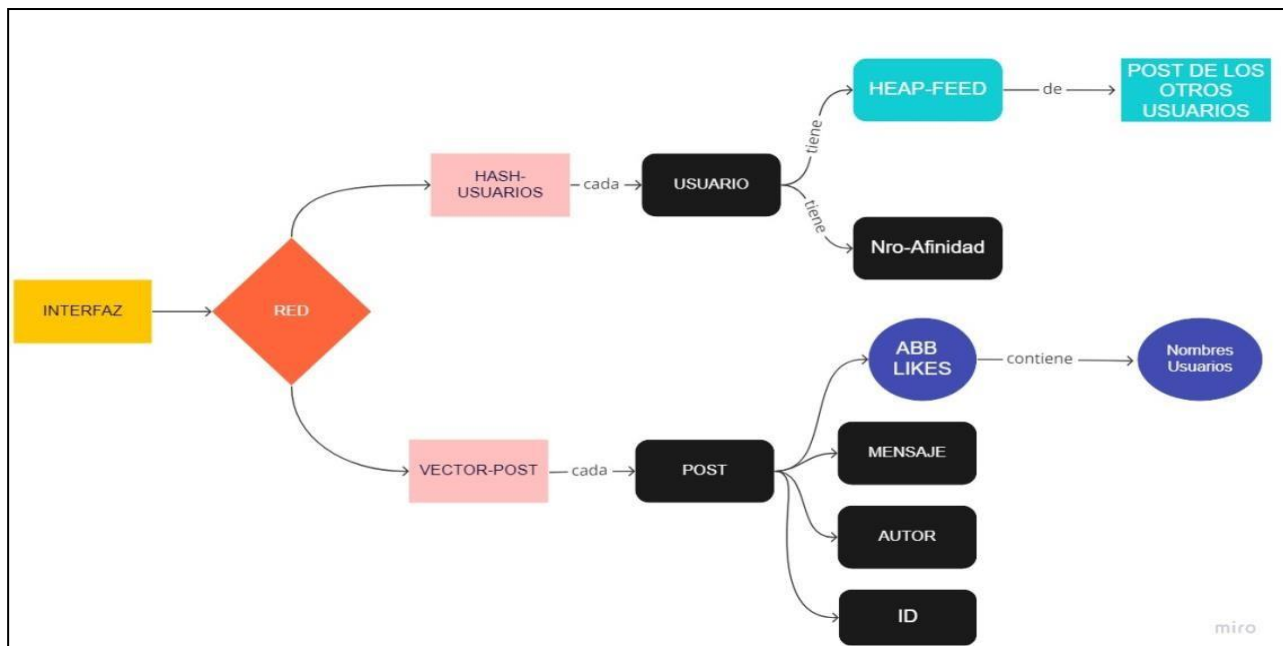 HEAP-FEED
de
POST DE LOS
OTROS
USUARIOS
tiene
HASH-
USUARIOS
cada
USUARIO
tiene
Nro-Afinidad
INTERFAZ
RED
ABB
LIKES
contiene
Nombres
Usuarios
MENSAJE
VECTOR-POST
cada
POST
AUTOR
ID
miro